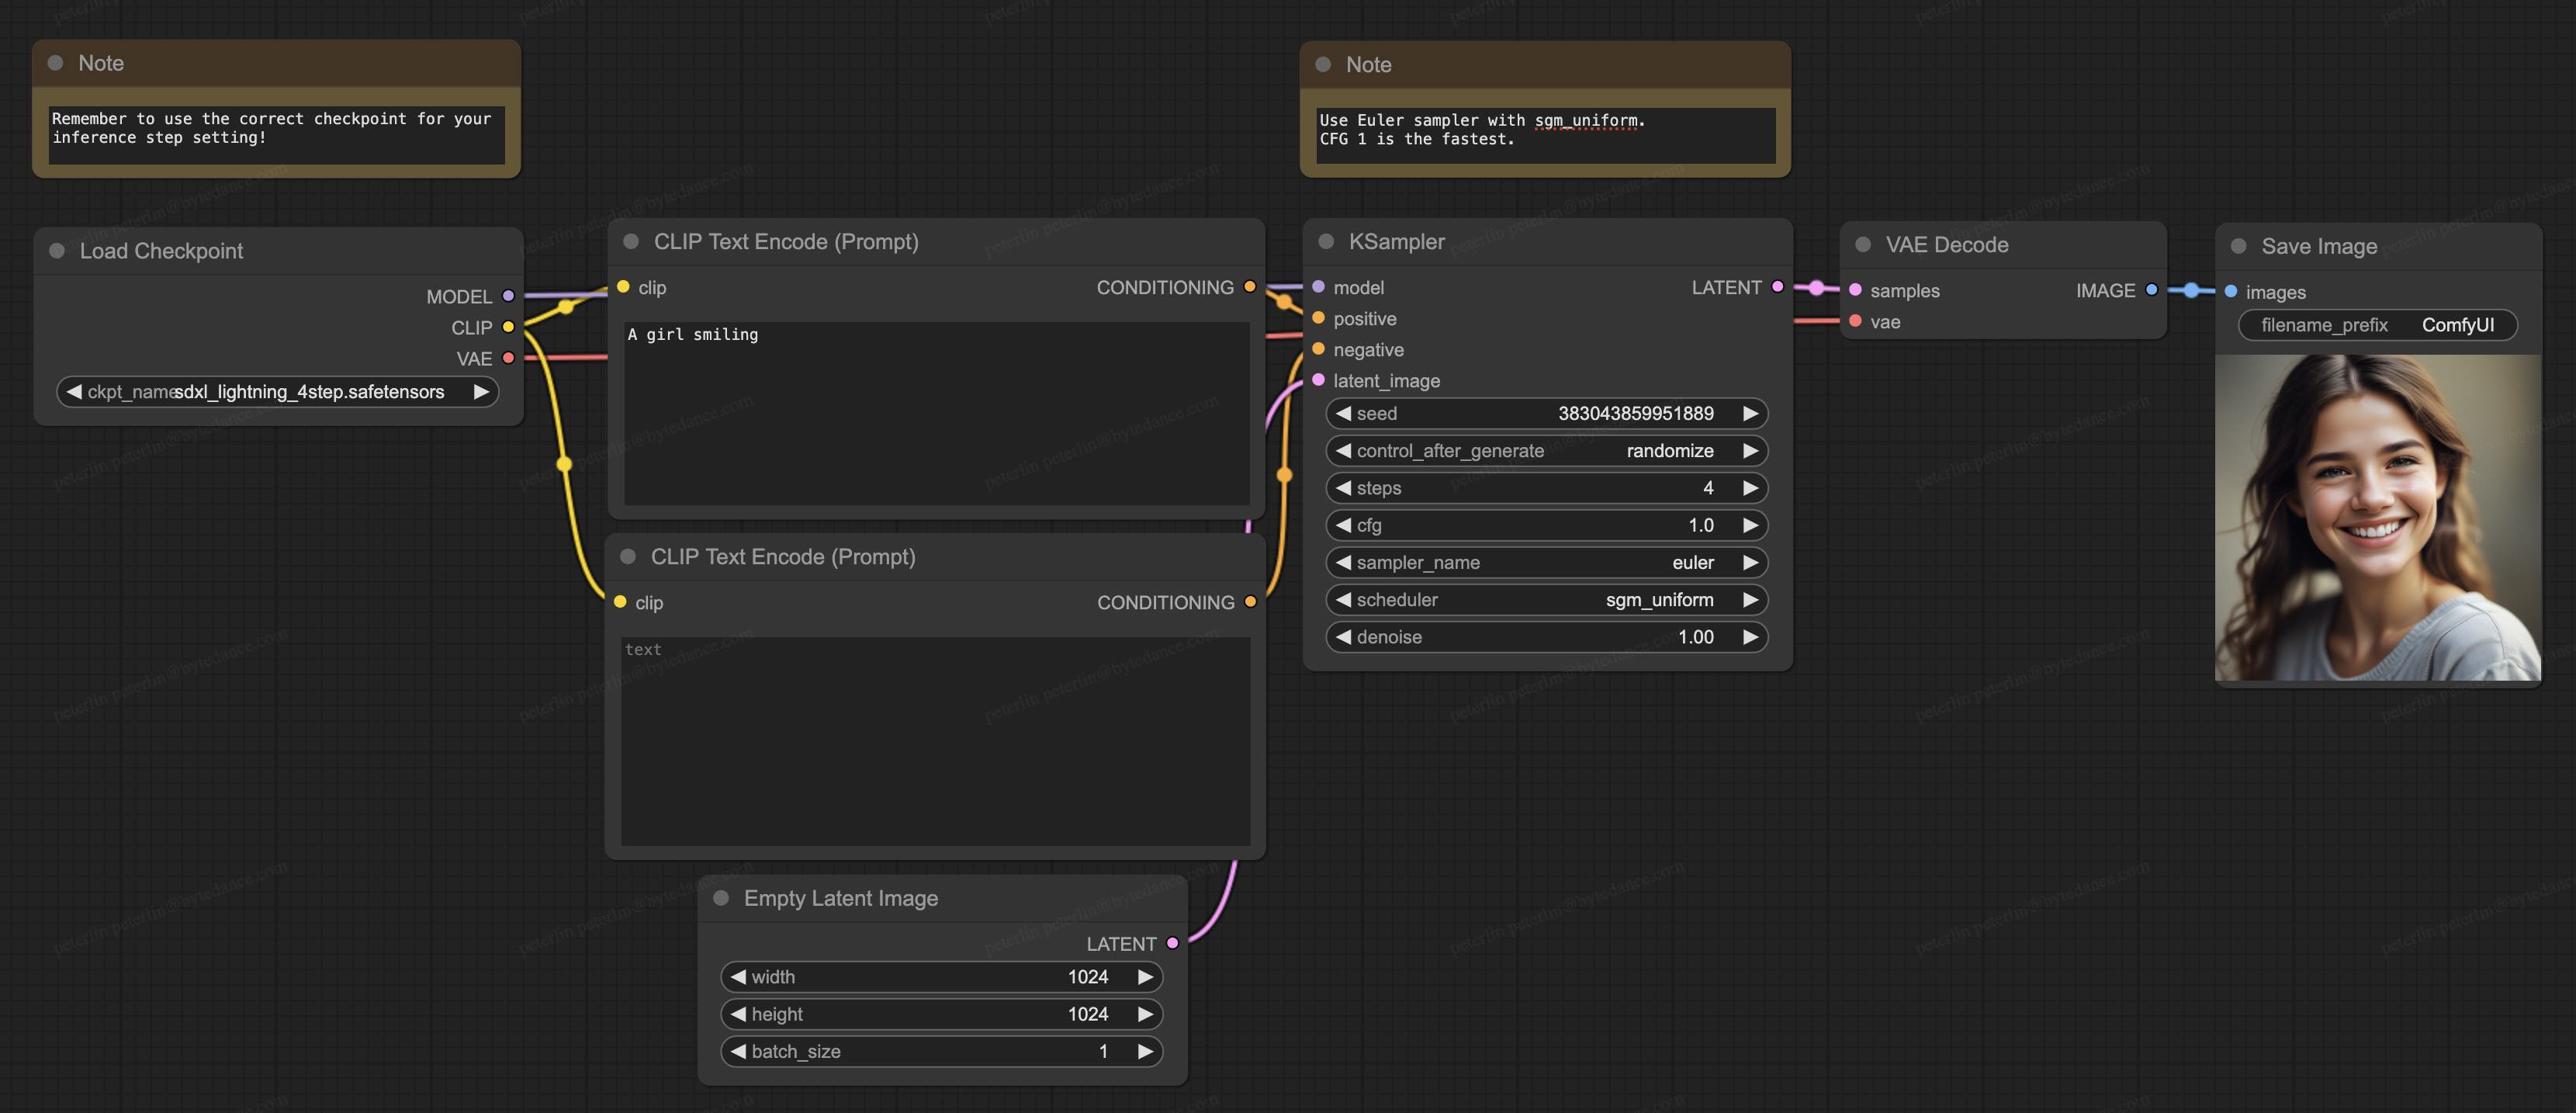 Note
Remember to use the correct checkpoint for your
inference step setting!
Note
Use Euler sampler with sgm_uniform.
CFG 1 is the fastest.
Load Checkpoint
MODEL
CLIP
VAE
ckpt_name sdxl_lightning_4step.safetensors
CLIP Text Encode (Prompt)
clip CONDITIONING
A girl smiling
CLIP Text Encode (Prompt)
clip CONDITIONING
text
Empty Latent Image
LATENT
width 1024
height 1024
batch_size 1
KSampler
model LATENT
positive
negative
latent_image
seed 383043859951889
control_after_generate randomize
steps 4
cfg 1.0
sampler_name euler
scheduler sgm_uniform
denoise 1.00
VAE Decode
samples IMAGE
vae
Save Image
images
filename_prefix ComfyUI
peterlin peterlin@bytedance.com